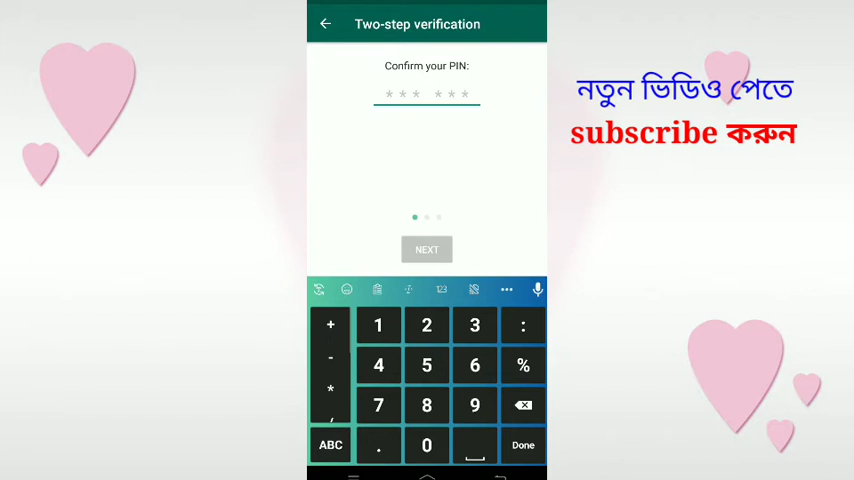 Two-step verification
Confirm your PIN:
*** ***
নতুন ভিডিও পেতে
subscribe করুন
NEXT
123
+ 1 2 3 :
- 4 5 6 %
* 7 8 9
,
ABC . 0 Done